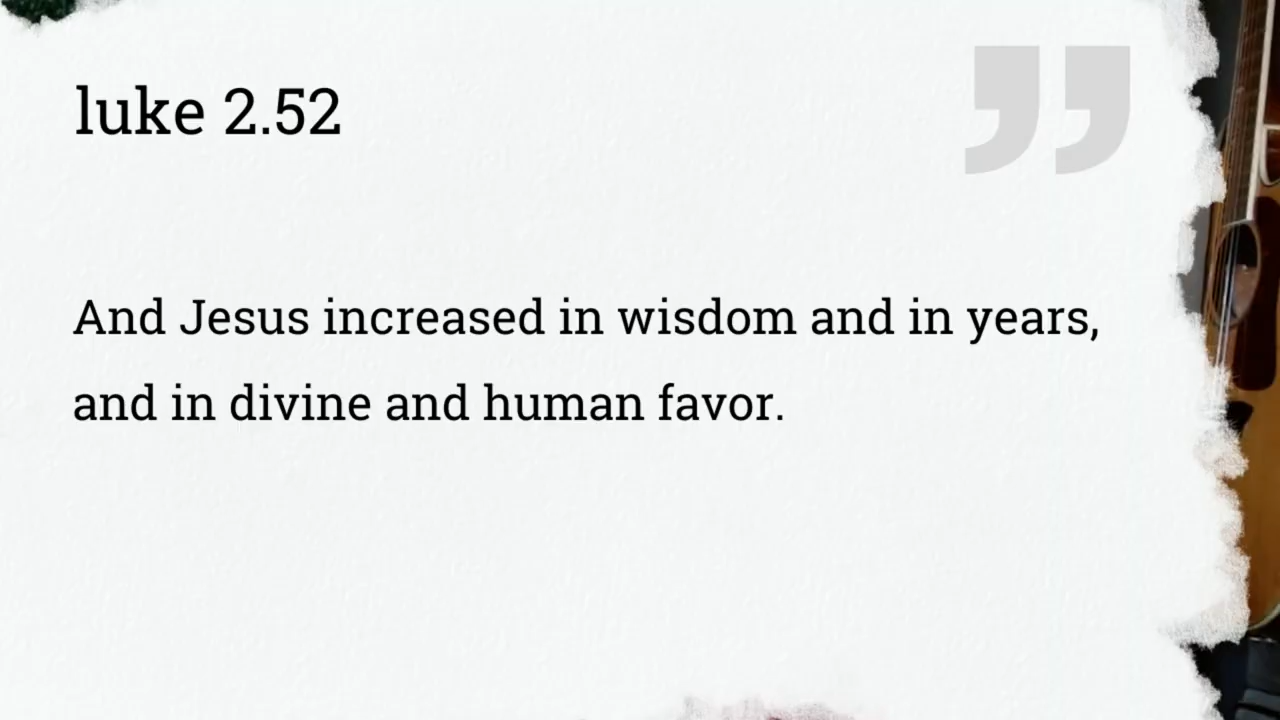 luke 2.52
”
And Jesus increased in wisdom and in years,
and in divine and human favor.